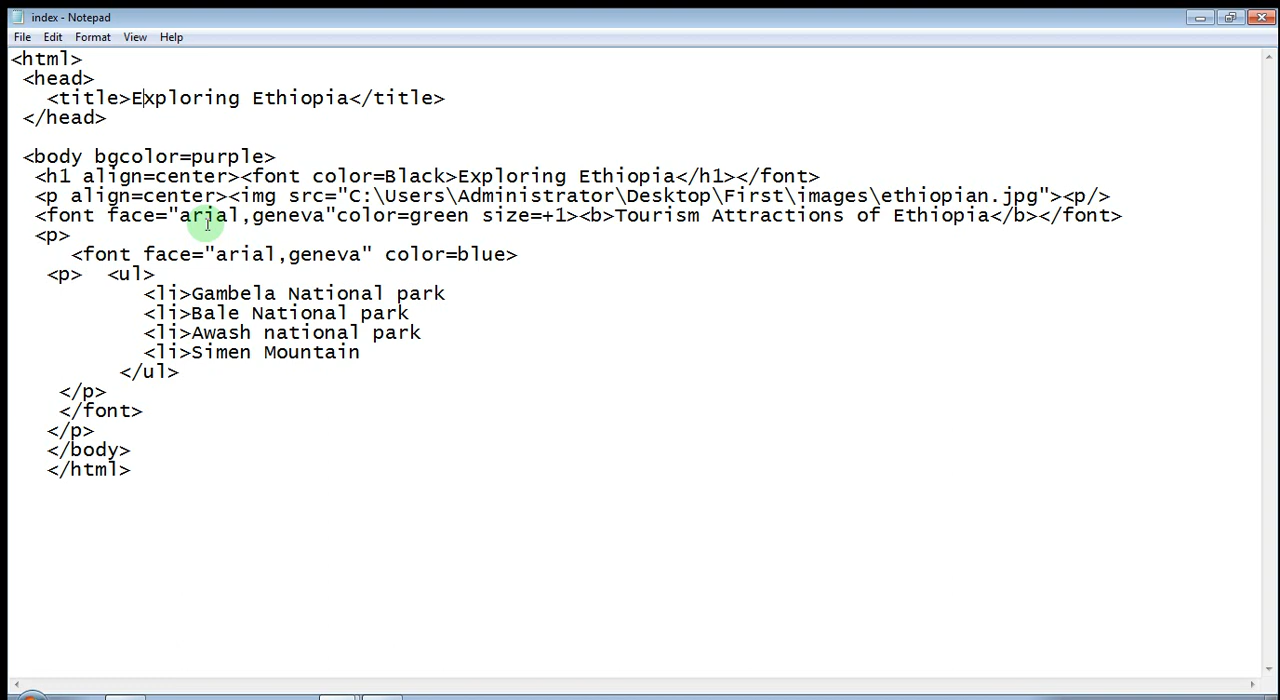 index - Notepad
File Edit Format View Help
<html>
<head>
<title>Exploring Ethiopia</title>
</head>
<body bgcolor=purple>
<h1 align=center><font color=Black>Exploring Ethiopia</h1></font>
<p align=center><img src="C:\Users\Administrator\Desktop\First\images\ethiopian.jpg"><p/>
<font face="arial,geneva"color=green size=+1><b>Tourism Attractions of Ethiopia</b></font>
<p>
<font face="arial,geneva" color=blue>
<p>  <ul>
<li>Gambela National park
<li>Bale National park
<li>Awash national park
<li>Simen Mountain
</ul>
</p>
</font>
</p>
</body>
</html>